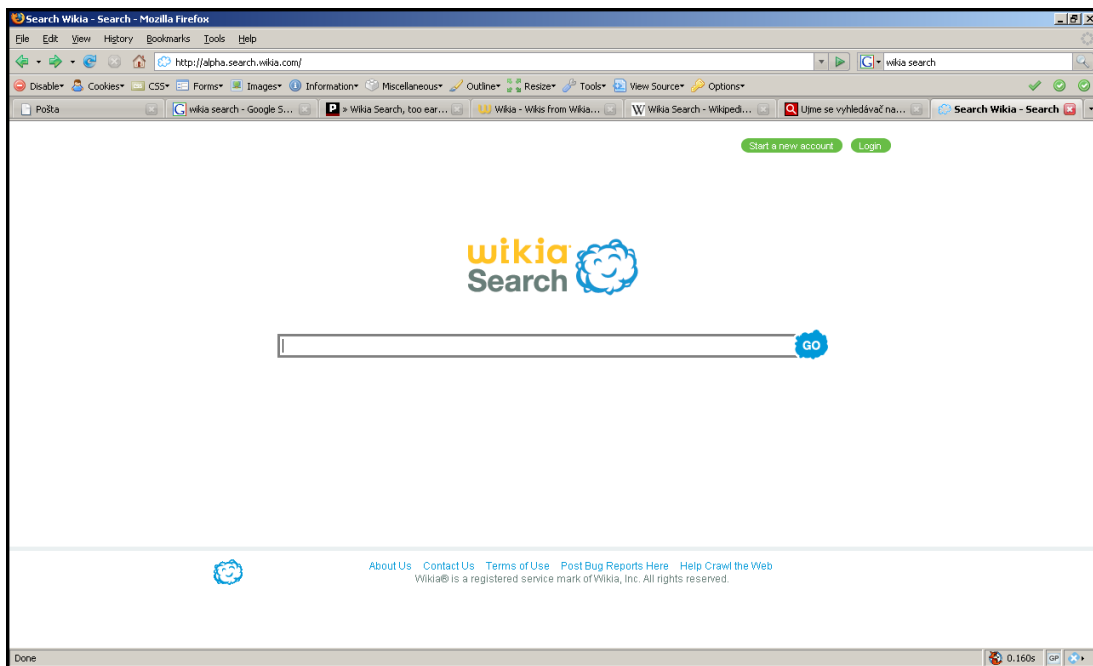 Search Wikia - Search - Mozilla Firefox
File Edit View History Bookmarks Tools Help
http://alpha.search.wikia.com/ G wikia search
Disable Cookies CSS Forms Images Information Miscellaneous Outline Resize Tools View Source Options
Pošta G wikia search - Google S... P » Wikia Search, too ear... Wikia - Wikis from Wikia... W Wikia Search - Wikipedi... Q Ujme se vyhledávač na... Search Wikia - Search
Start a new account Login
wikia
Search
GO
About Us Contact Us Terms of Use Post Bug Reports Here Help Crawl the Web
Wikia® is a registered service mark of Wikia, Inc. All rights reserved.
Done 0.160s GP